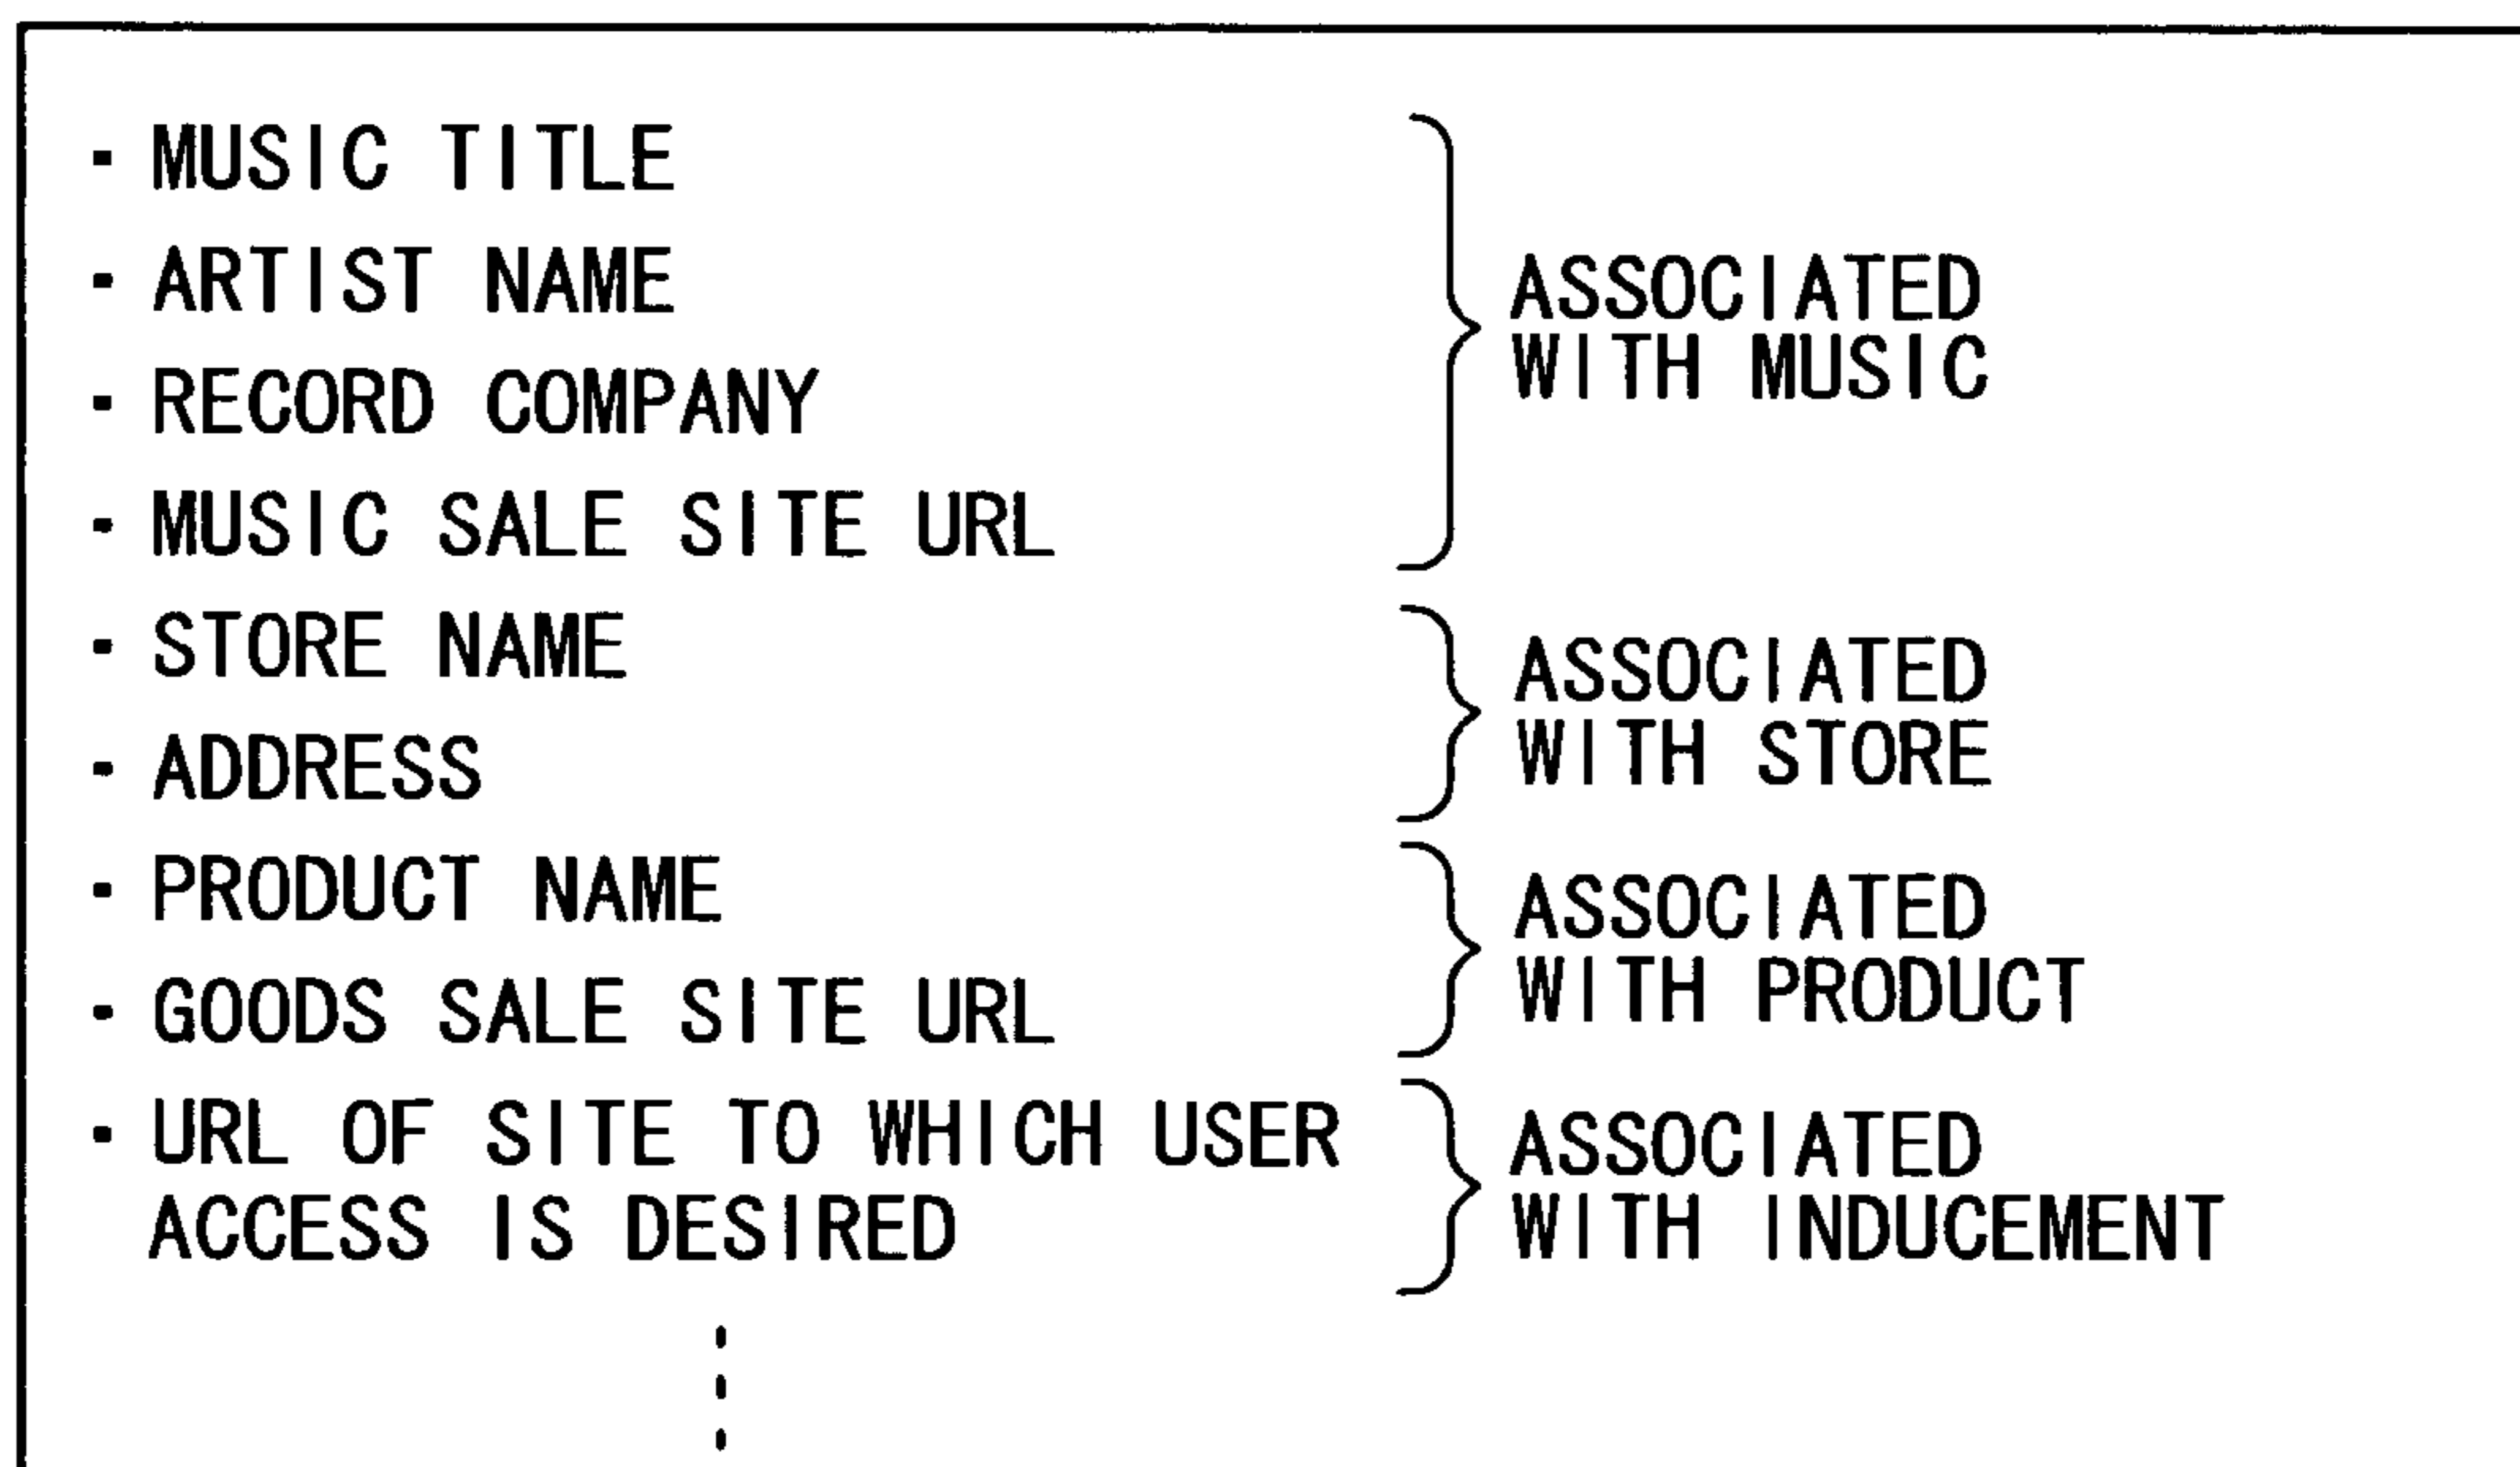 ・MUSIC TITLE
・ARTIST NAME
・RECORD COMPANY
・MUSIC SALE SITE URL
ASSOCIATED
WITH MUSIC
・STORE NAME
・ADDRESS
ASSOCIATED
WITH STORE
・PRODUCT NAME
・GOODS SALE SITE URL
ASSOCIATED
WITH PRODUCT
・URL OF SITE TO WHICH USER
ACCESS IS DESIRED
ASSOCIATED
WITH INDUCEMENT